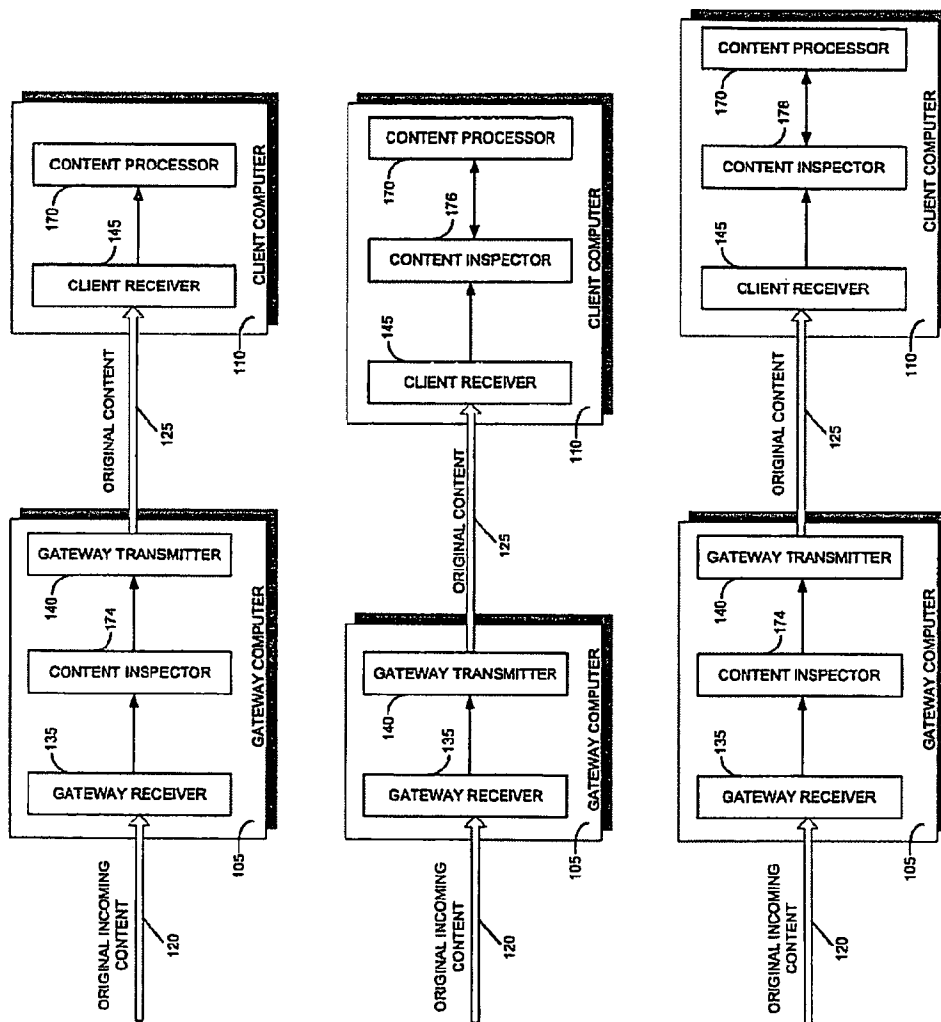 CONTENT PROCESSOR
170
145
CLIENT RECEIVER
CLIENT COMPUTER
110
ORIGINAL CONTENT
125
GATEWAY TRANSMITTER
140
174
CONTENT INSPECTOR
135
GATEWAY RECEIVER
GATEWAY COMPUTER
105
ORIGINAL INCOMING
CONTENT
120
CONTENT PROCESSOR
170
176
CONTENT INSPECTOR
145
CLIENT RECEIVER
CLIENT COMPUTER
110
ORIGINAL CONTENT
125
GATEWAY TRANSMITTER
140
135
GATEWAY RECEIVER
GATEWAY COMPUTER
105
ORIGINAL INCOMING
CONTENT
120
CONTENT PROCESSOR
170
178
CONTENT INSPECTOR
145
CLIENT RECEIVER
CLIENT COMPUTER
110
ORIGINAL CONTENT
125
GATEWAY TRANSMITTER
140
174
CONTENT INSPECTOR
135
GATEWAY RECEIVER
GATEWAY COMPUTER
105
ORIGINAL INCOMING
CONTENT
120